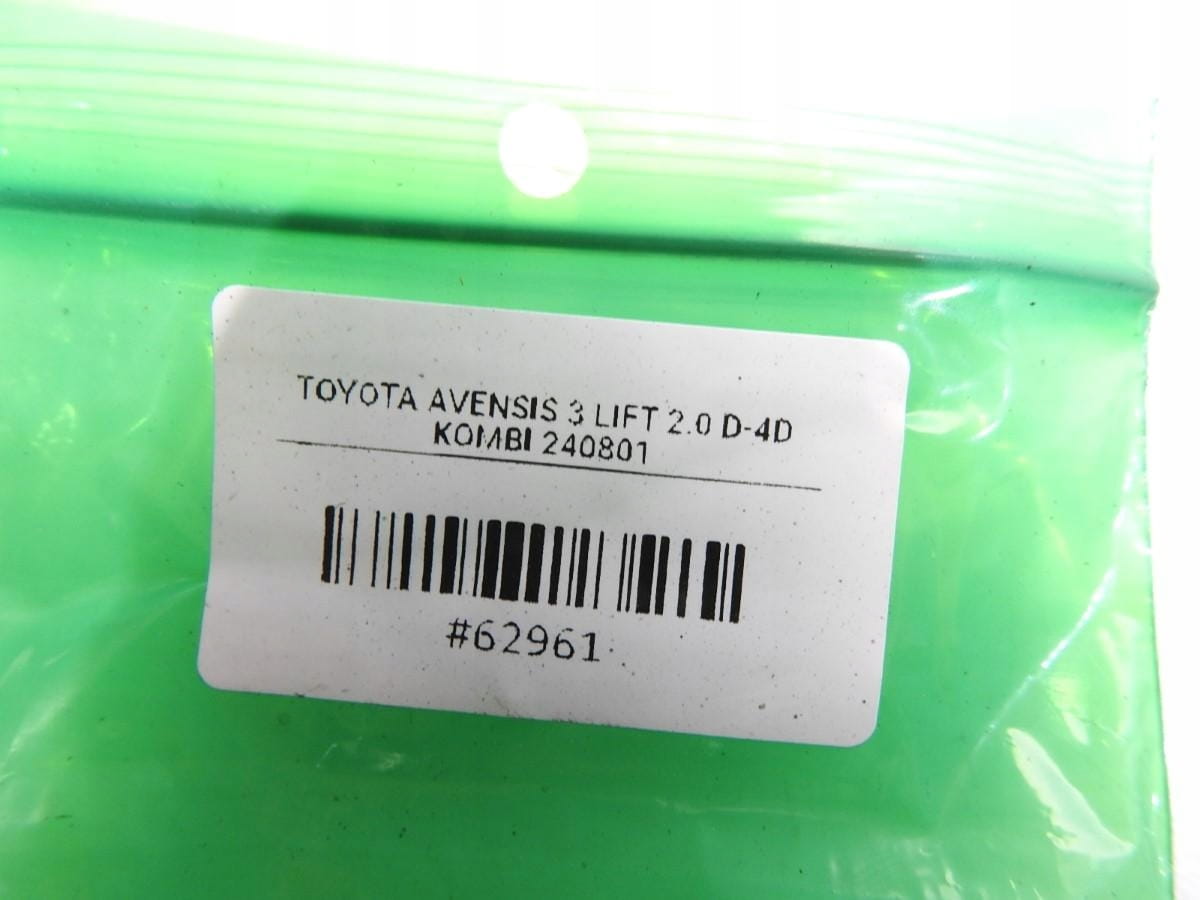 TOYOTA AVENSIS 3 LIFT 2.0 D-4D
KOMBI 240801
#62961